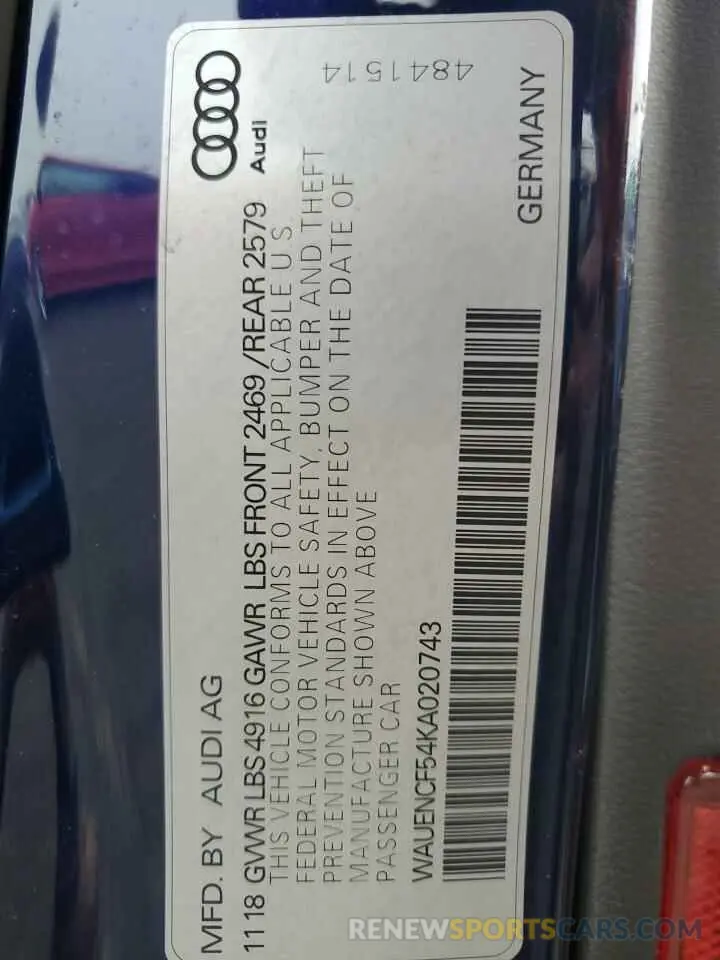 MFD. BY AUDI AG
Audi
11 18 GVWR LBS 4916 GAWR LBS FRONT 2469 /REAR 2579
THIS VEHICLE CONFORMS TO ALL APPLICABLE U S
FEDERAL MOTOR VEHICLE SAFETY, BUMPER AND THEFT
PREVENTION STANDARDS IN EFFECT ON THE DATE OF
MANUFACTURE SHOWN ABOVE
PASSENGER CAR
4841514
WAUENCF54KA020743
GERMANY
RENEWSPORTSCARS.COM